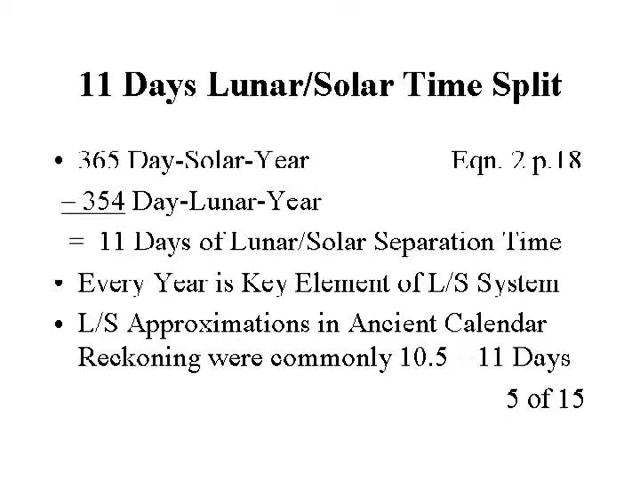 11 Days Lunar/Solar Time Split
• 365 Day-Solar-Year Eqn. 2 p.18
– 354 Day-Lunar-Year
= 11 Days of Lunar/Solar Separation Time
• Every Year is Key Element of L/S System
• L/S Approximations in Ancient Calendar
Reckoning were commonly 10.5 11 Days
5 of 15